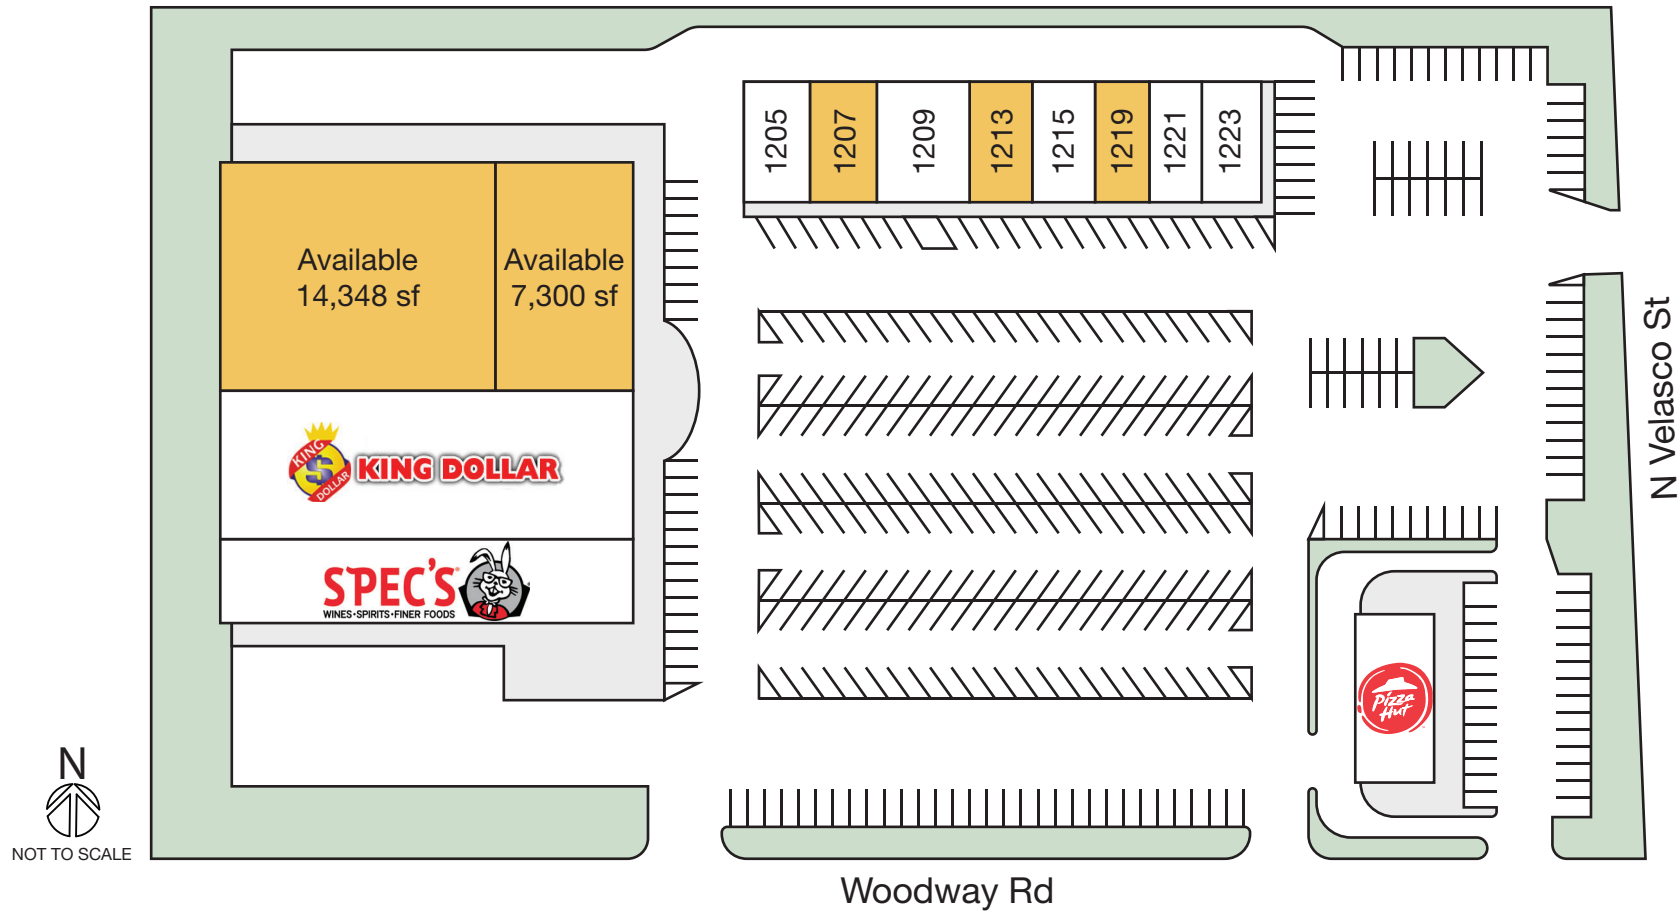 1205
1207
1209
1213
1215
1219
1221
1223
Available
14,348 sf
Available
7,300 sf
KING
$
DOLLAR
KING DOLLAR
SPEC'S
WINES•SPIRITS•FINER FOODS
Pizza
Hut
N Velasco St
N
NOT TO SCALE
Woodway Rd